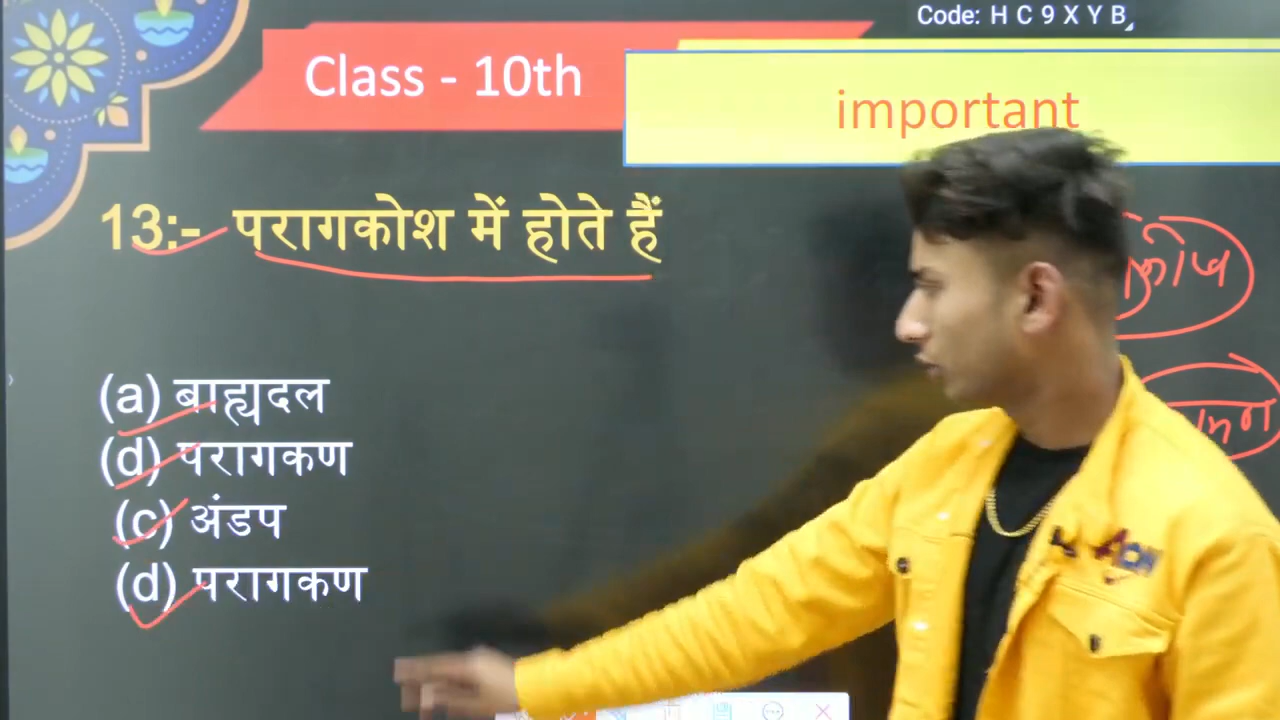 Code: H C 9 X Y B
Class - 10th
important
13:- परागकोश में होते हैं
(a) बाह्यदल
(d) परागकण
(c) अंडप
(d) परागकण